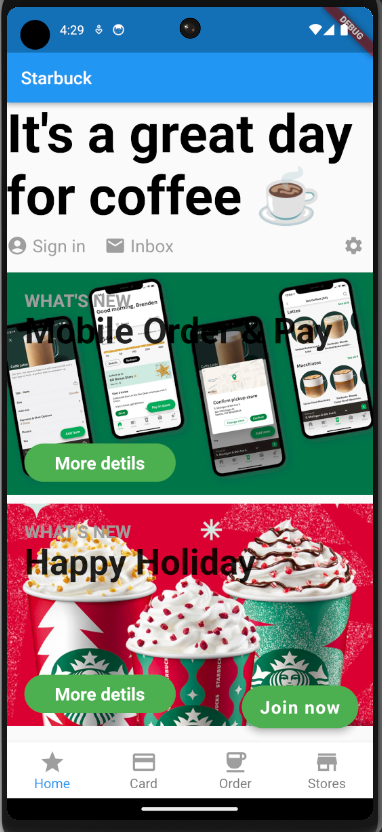 4:29
DEBUG
Starbuck
It's a great day
for coffee ☕
Sign in Inbox
WHAT'S NEW
Mobile Order & Pay
Good morning, Brenden
Lattes
Macchiatos
Confirm pickup store
More detils
WHAT'S NEW
Happy Holiday
STARBUCKS
More detils
Join now
Home Card Order Stores